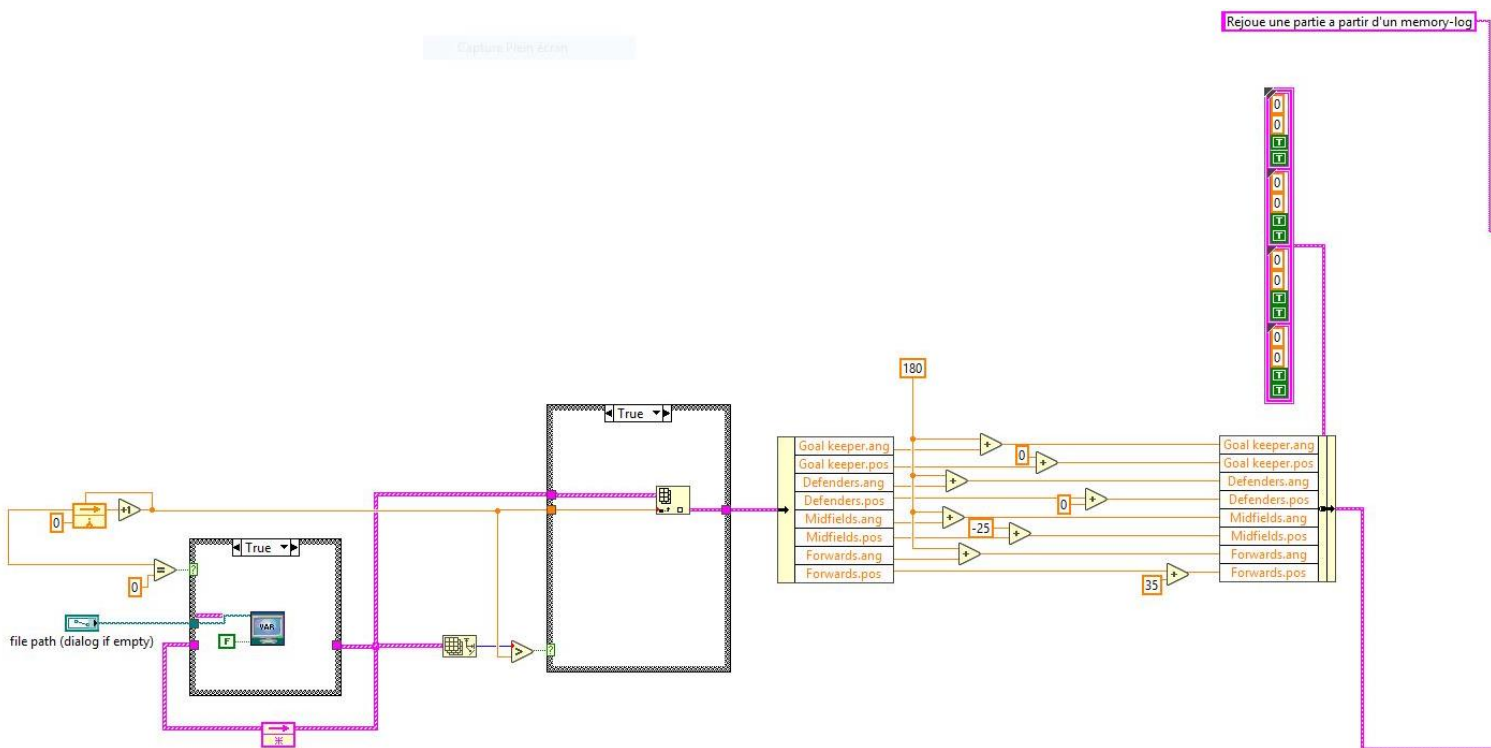 Rejoue une partie a partir d'un memory-log
Capture Plein écran
0
0
T
T
0
0
T
T
0
0
T
T
0
0
T
T
180
True
Goal keeper.ang
Goal keeper.pos
Defenders.ang
Defenders.pos
Midfields.ang
Midfields.pos
Forwards.ang
Forwards.pos
+
0
+
+
0
+
+
-25
+
+
35
+
Goal keeper.ang
Goal keeper.pos
Defenders.ang
Defenders.pos
Midfields.ang
Midfields.pos
Forwards.ang
Forwards.pos
0
+1
True
=
0
?
file path (dialog if empty)
VAR
F
>
?